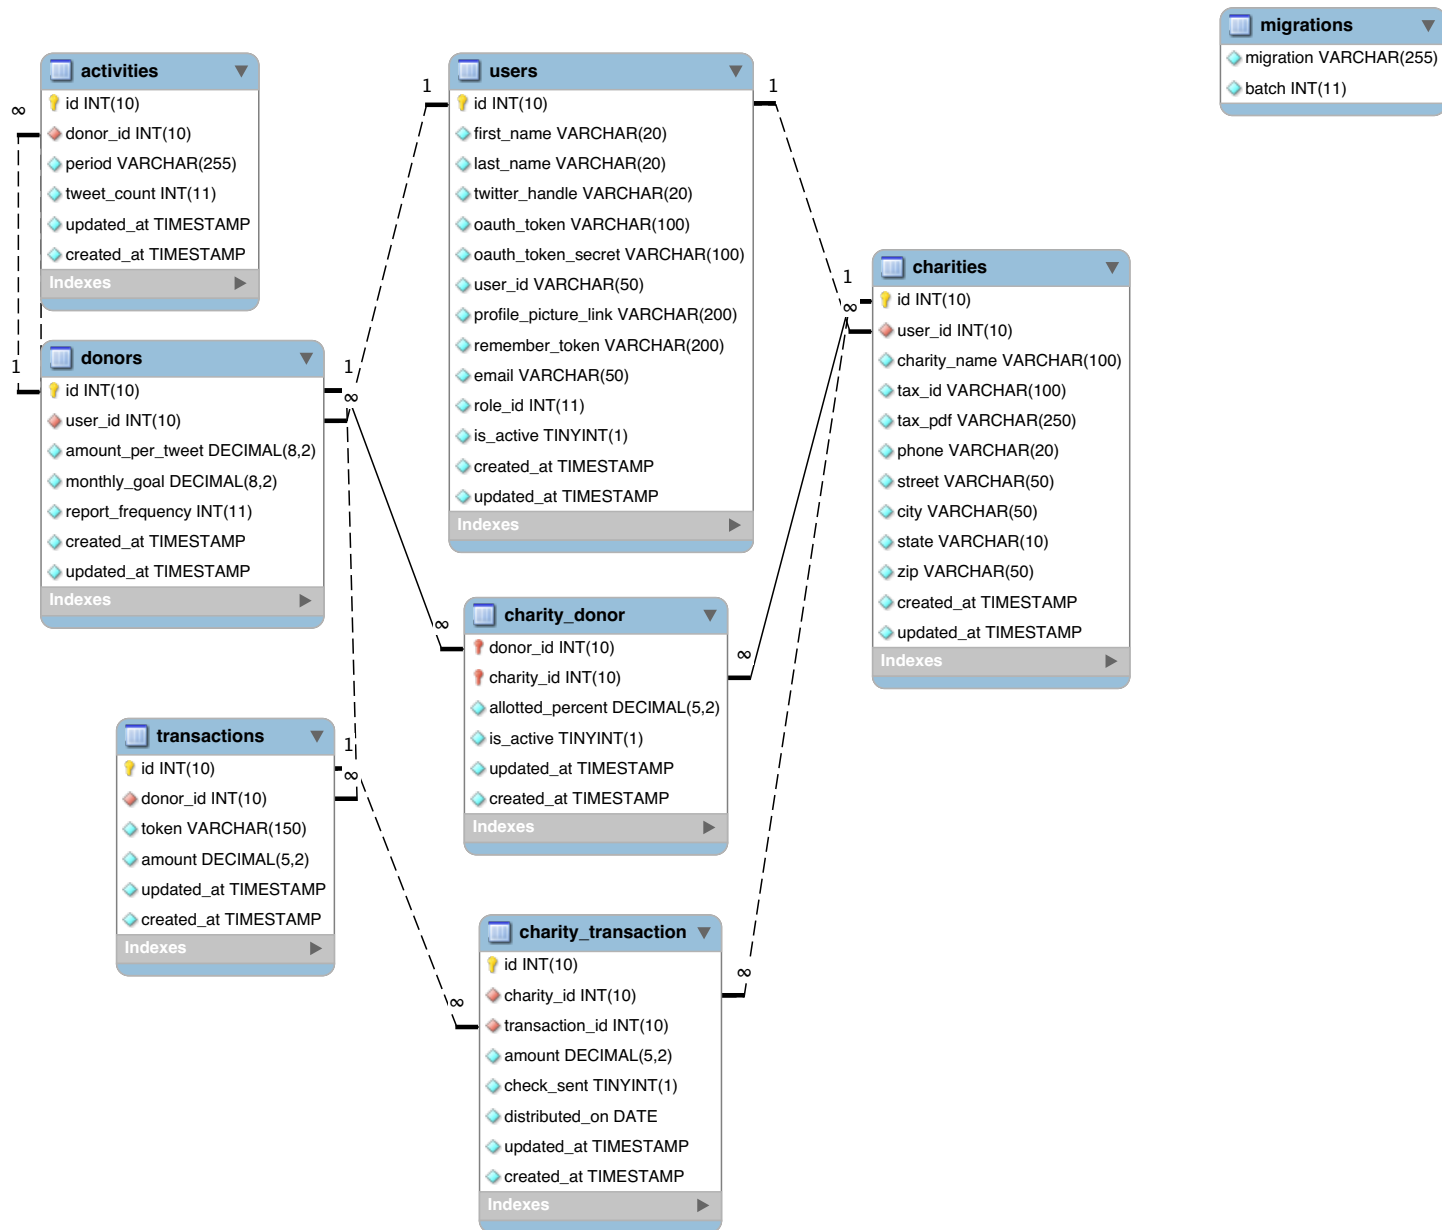 migrations
migration VARCHAR(255)
batch INT(11)
activities
id INT(10)
donor_id INT(10)
period VARCHAR(255)
tweet_count INT(11)
updated_at TIMESTAMP
created_at TIMESTAMP
Indexes
∞
1
donors
id INT(10)
user_id INT(10)
amount_per_tweet DECIMAL(8,2)
monthly_goal DECIMAL(8,2)
report_frequency INT(11)
created_at TIMESTAMP
updated_at TIMESTAMP
Indexes
1
∞
users
id INT(10)
first_name VARCHAR(20)
last_name VARCHAR(20)
twitter_handle VARCHAR(20)
oauth_token VARCHAR(100)
oauth_token_secret VARCHAR(100)
user_id VARCHAR(50)
profile_picture_link VARCHAR(200)
remember_token VARCHAR(200)
email VARCHAR(50)
role_id INT(11)
is_active TINYINT(1)
created_at TIMESTAMP
updated_at TIMESTAMP
Indexes
1
1
charities
id INT(10)
user_id INT(10)
charity_name VARCHAR(100)
tax_id VARCHAR(100)
tax_pdf VARCHAR(250)
phone VARCHAR(20)
street VARCHAR(50)
city VARCHAR(50)
state VARCHAR(10)
zip VARCHAR(50)
created_at TIMESTAMP
updated_at TIMESTAMP
Indexes
1
∞
charity_donor
donor_id INT(10)
charity_id INT(10)
allotted_percent DECIMAL(5,2)
is_active TINYINT(1)
updated_at TIMESTAMP
created_at TIMESTAMP
Indexes
∞
∞
transactions
id INT(10)
donor_id INT(10)
token VARCHAR(150)
amount DECIMAL(5,2)
updated_at TIMESTAMP
created_at TIMESTAMP
Indexes
1
∞
charity_transaction
id INT(10)
charity_id INT(10)
transaction_id INT(10)
amount DECIMAL(5,2)
check_sent TINYINT(1)
distributed_on DATE
updated_at TIMESTAMP
created_at TIMESTAMP
Indexes
∞
∞